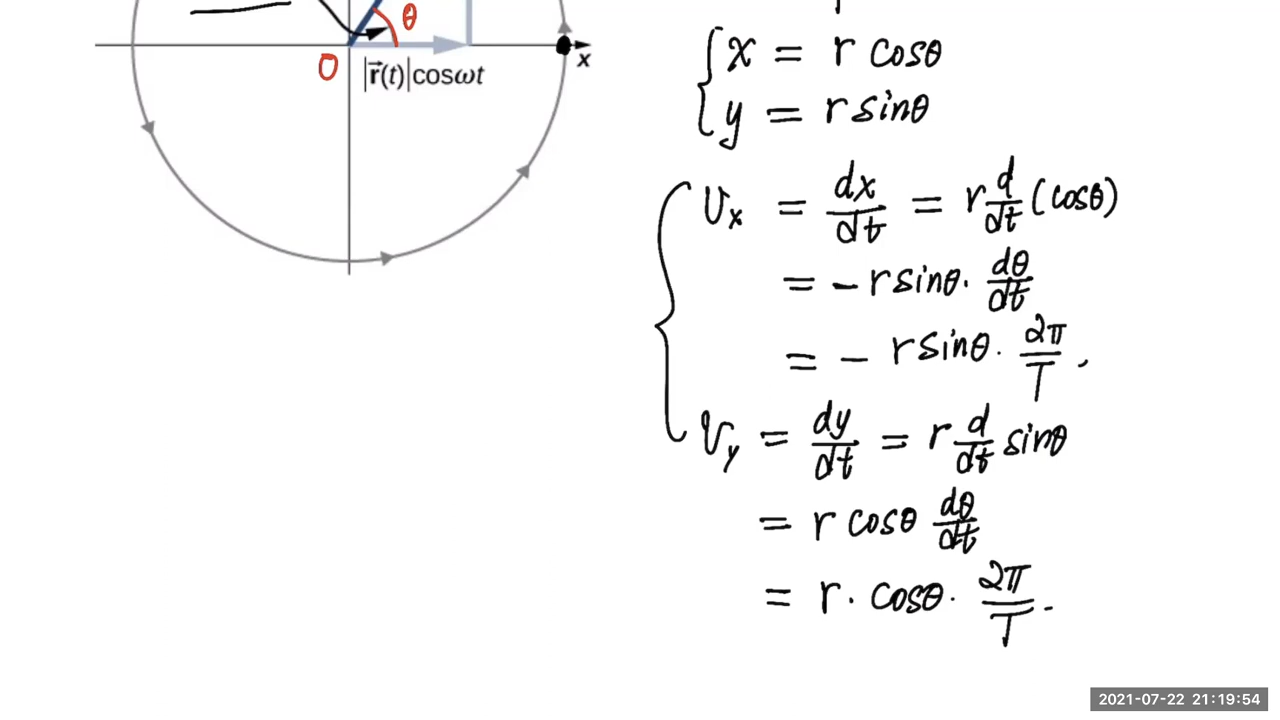 θ
0
x
|r⃗(t)|cosωt
x = r cosθ
y = r sinθ
Vx = dx/dt = r d/dt (cosθ)
= - r sinθ · dθ/dt
= - r sinθ · 2π/T .
Vy = dy/dt = r d/dt sinθ
= r cosθ dθ/dt
= r · cosθ · 2π/T .
2021-07-22 21:19:54